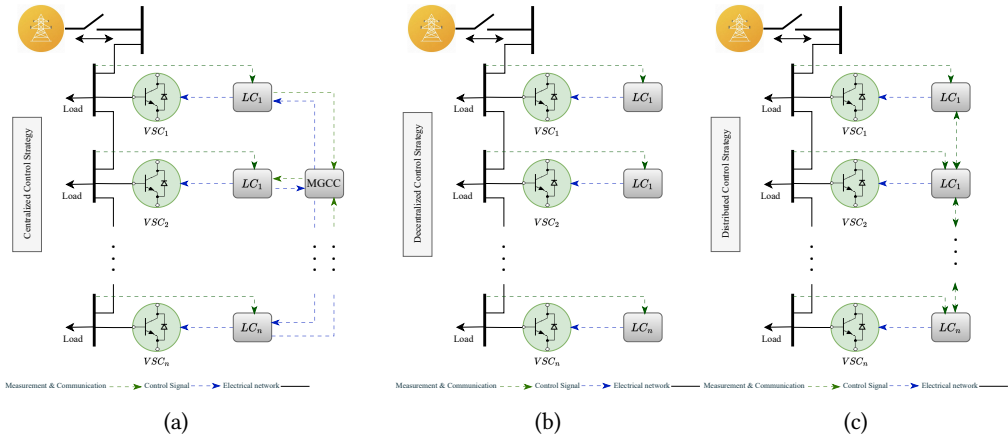 Centralized Control Strategy
Load
VSC₁
LC₁
Load
VSC₂
LC₁
MGCC
Load
VSCₙ
LCₙ
Measurement & Communication
Control Signal
Electrical network
(a)
Decentralized Control Strategy
Load
VSC₁
LC₁
Load
VSC₂
LC₁
Load
VSCₙ
LCₙ
Measurement & Communication
Control Signal
Electrical network
(b)
Distributed Control Strategy
Load
VSC₁
LC₁
Load
VSC₂
LC₁
Load
VSCₙ
LCₙ
Measurement & Communication
Control Signal
Electrical network
(c)